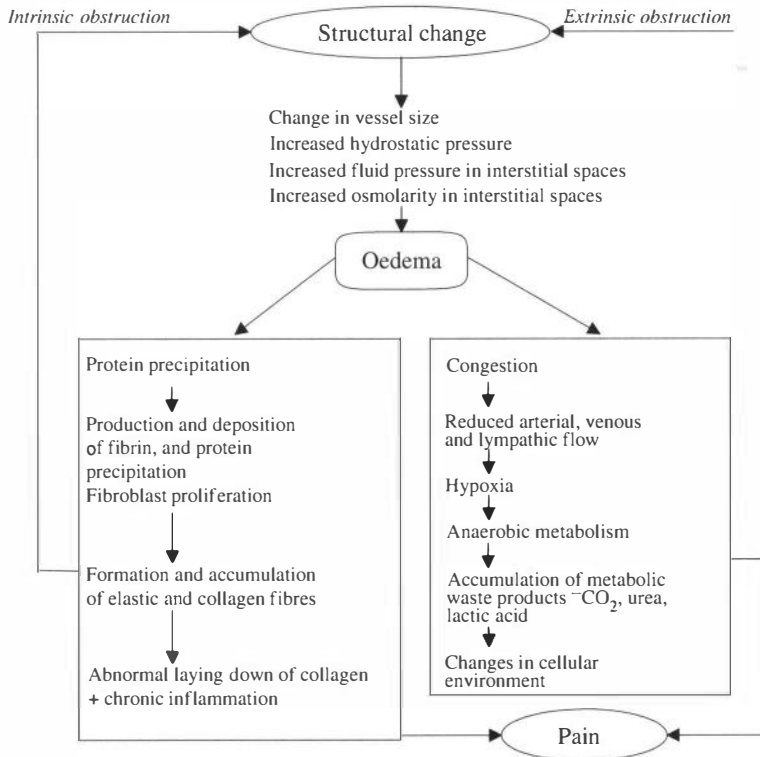 Intrinsic obstruction
Extrinsic obstruction
Structural change
Change in vessel size
Increased hydrostatic pressure
Increased fluid pressure in interstitial spaces
Increased osmolarity in interstitial spaces
Oedema
Protein precipitation
Production and deposition
of fibrin, and protein
precipitation
Fibroblast proliferation
Formation and accumulation
of elastic and collagen fibres
Abnormal laying down of collagen
+ chronic inflammation
Congestion
Reduced arterial, venous
and lymphatic flow
Hypoxia
Anaerobic metabolism
Accumulation of metabolic
waste products –CO₂, urea,
lactic acid
Changes in cellular
environment
Pain